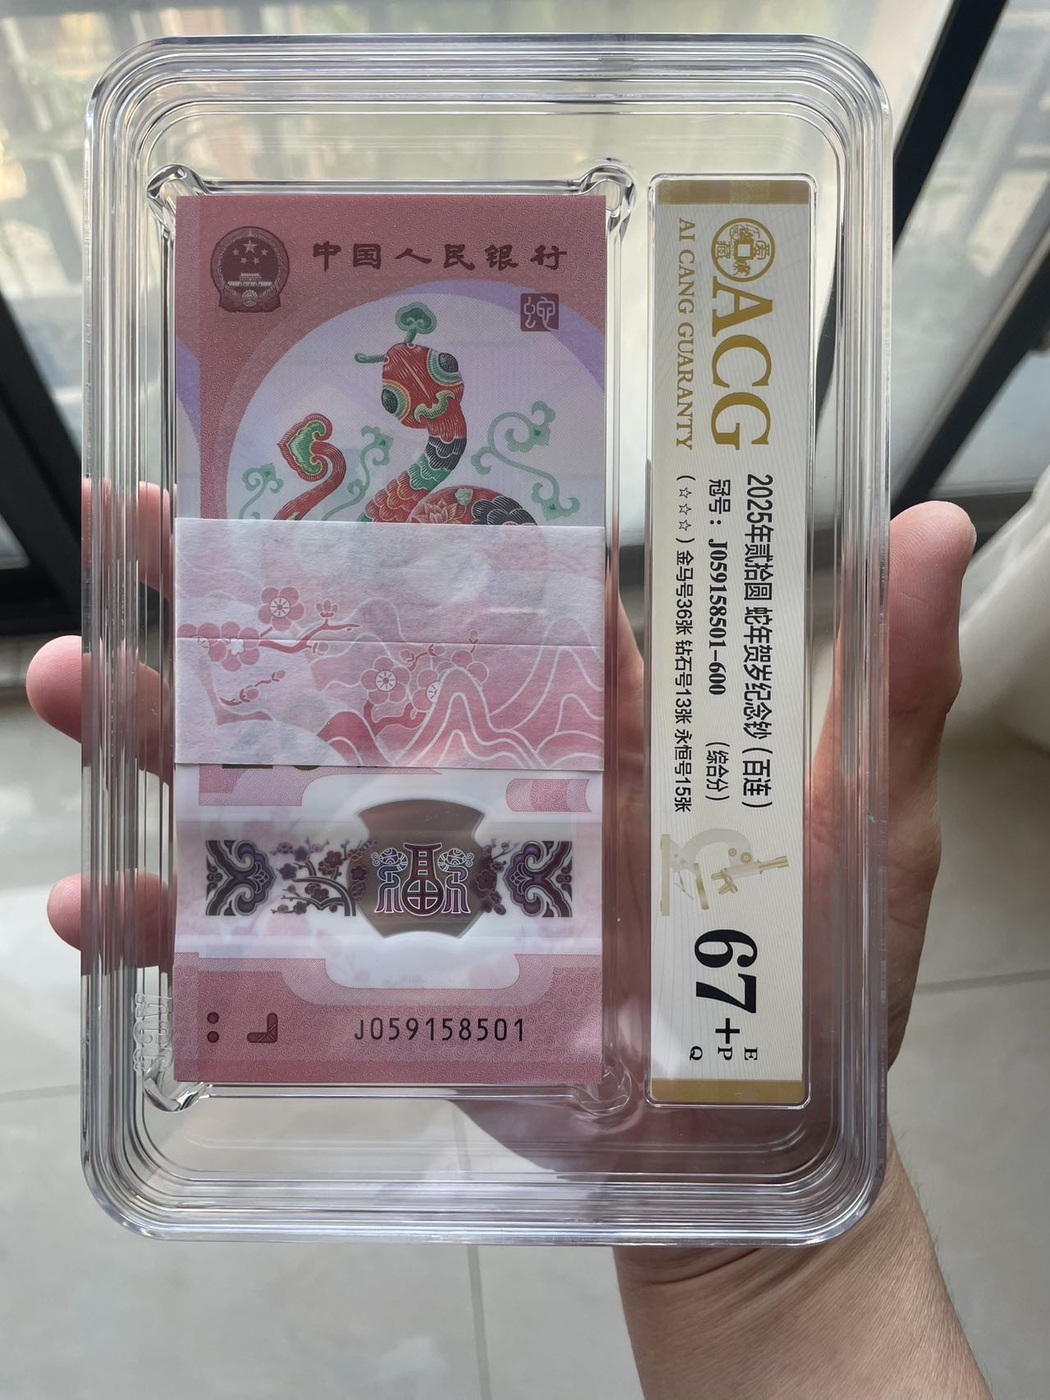 中国人民银行
蛇
福
J059158501
ACG
AI CANG GUARANTY
2025年贰拾圆 蛇年贺岁纪念钞（百连）
冠号：J059158501-600 （综合分）
（☆☆☆）金马号36张 钻石号13张 永恒号15张
67+
E
P
Q